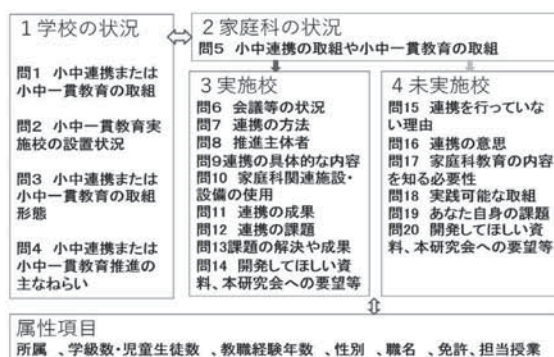 1学校の状況
問1 小中連携または
小中一貫教育の取組
問2 小中一貫教育実
施校の設置状況
問3 小中連携または
小中一貫教育の取組
形態
問4 小中連携または
小中一貫教育推進の
主なねらい
2家庭科の状況
問5 小中連携の取組や小中一貫教育の取組
3実施校
問6 会議等の状況
問7 連携の方法
問8 推進主体者
問9連携の具体的な内容
問10 家庭科関連施設・
設備の使用
問11 連携の成果
問12 連携の課題
問13課題の解決や成果
問14 開発してほしい資
料、本研究会への要望等
4未実施校
問15 連携を行っていな
い理由
問16 連携の意思
問17 家庭科教育の内容
を知る必要性
問18 実践可能な取組
問19 あなた自身の課題
問20 開発してほしい資
料、本研究会への要望等
属性項目
所属 、学級数・児童生徒数 、教職経験年数 、性別 、職名 、免許、担当授業